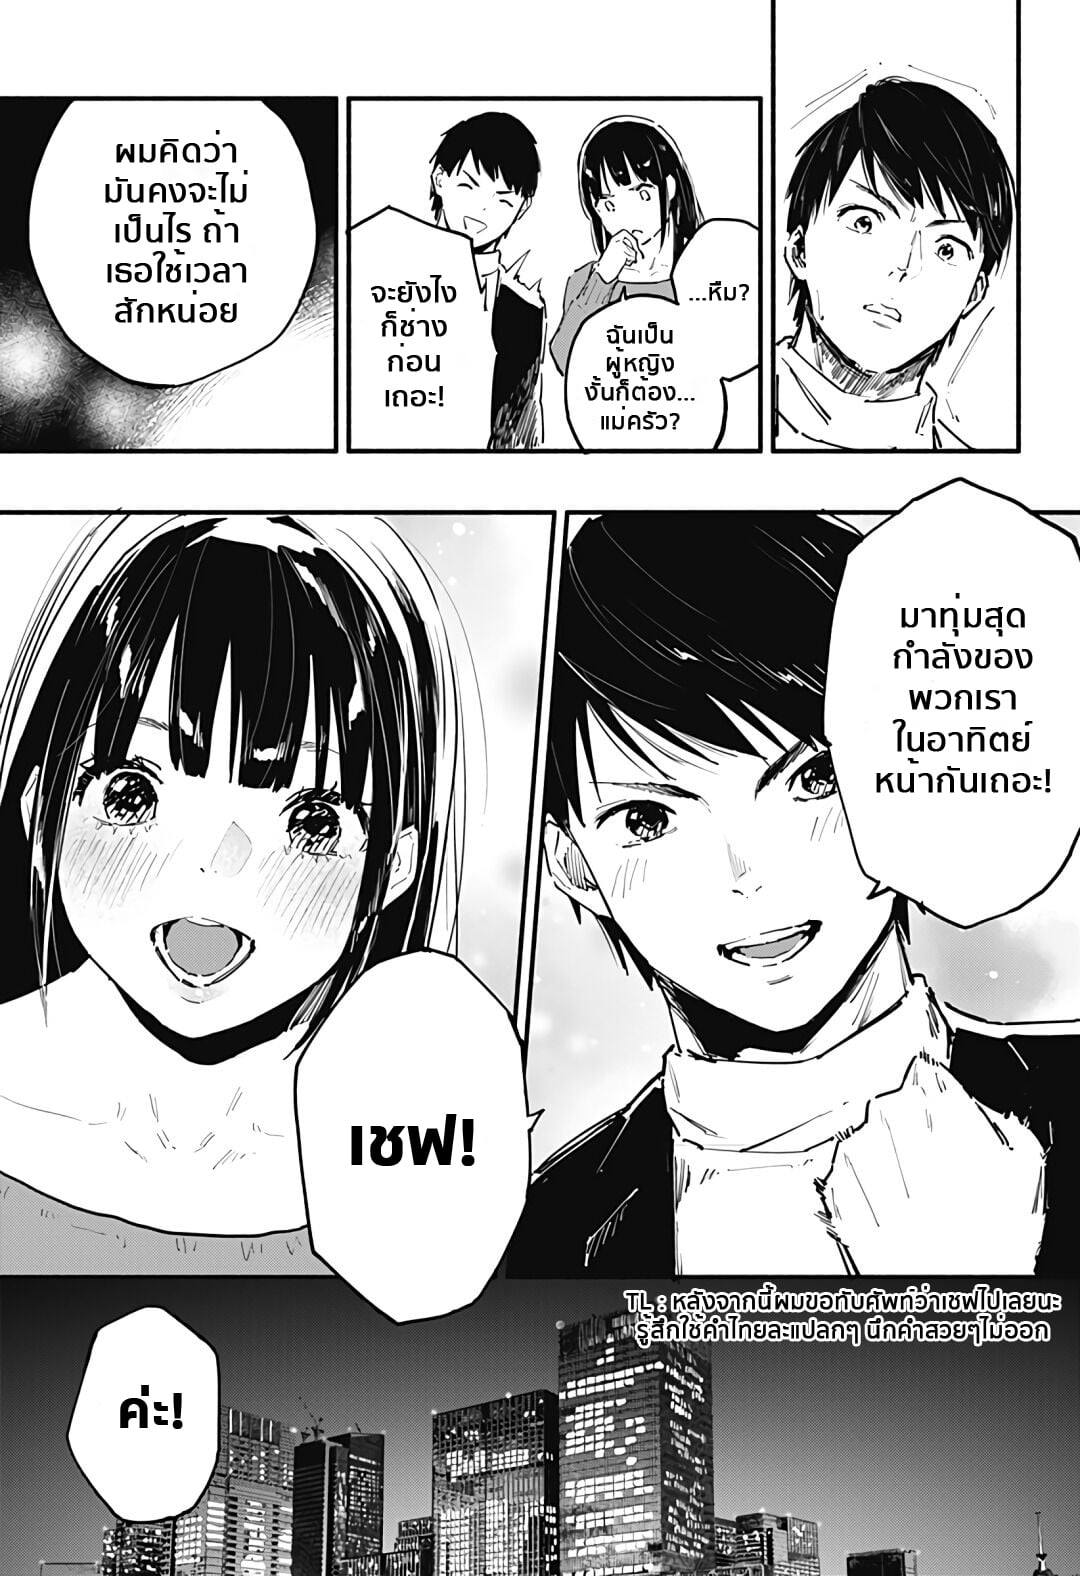 ...หืม?
ฉันเป็น
ผู้หญิง
งั้นก็ต้อง...
แม่ครัว?
จะยังไง
ก็ช่าง
ก่อน
เถอะ!
ผมคิดว่า
มันคงจะไม่
เป็นไร ถ้า
เธอใช้เวลา
สักหน่อย
มาทุ่มสุด
กำลังของ
พวกเรา
ในอาทิตย์
หน้ากันเถอะ!
เชฟ!
TL : หลังจากนี้ผมขอทับศัพท์ว่าเชฟไปเลยนะ
รู้สึกใช้คำไทยละแปลกๆ นึกคำสวยๆไม่ออก
ค่ะ!